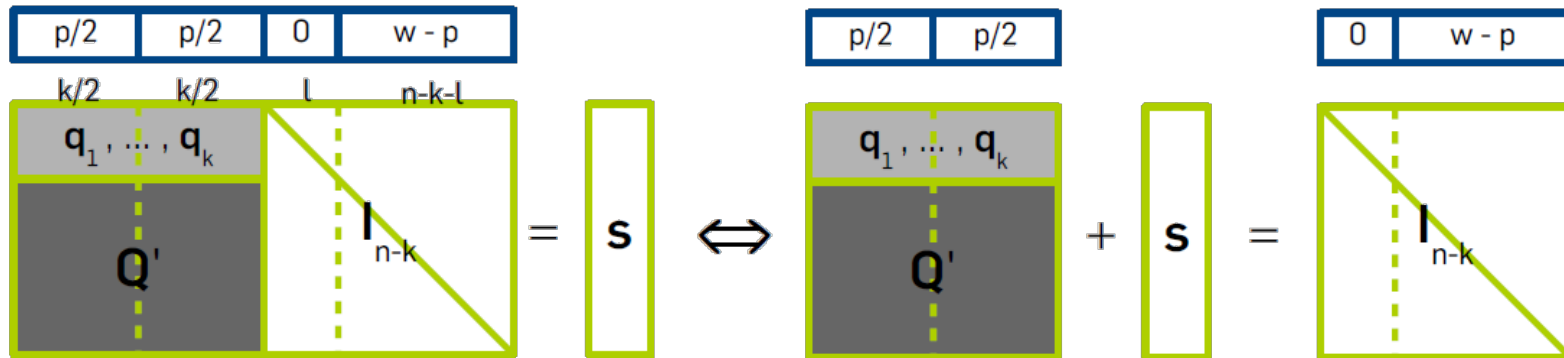 p/2 p/2 0 w - p p/2 p/2 0 w - p
k/2 k/2 l n-k-l
q₁ , ... , qₖ q₁ , ... , qₖ
Q' Iₙ₋ₖ = s ⟺ Q' + s = Iₙ₋ₖ